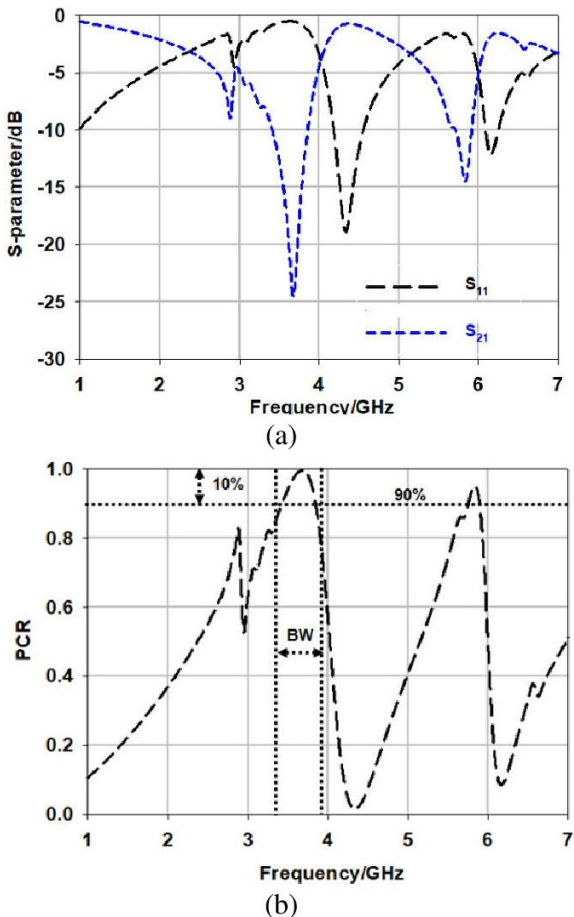 0
-5
-10
-15
-20
-25
-30
S-parameter/dB
S11
S21
1 2 3 4 5 6 7
Frequency/GHz
(a)
1.0
0.8
0.6
0.4
0.2
0.0
PCR
10%
90%
BW
1 2 3 4 5 6 7
Frequency/GHz
(b)